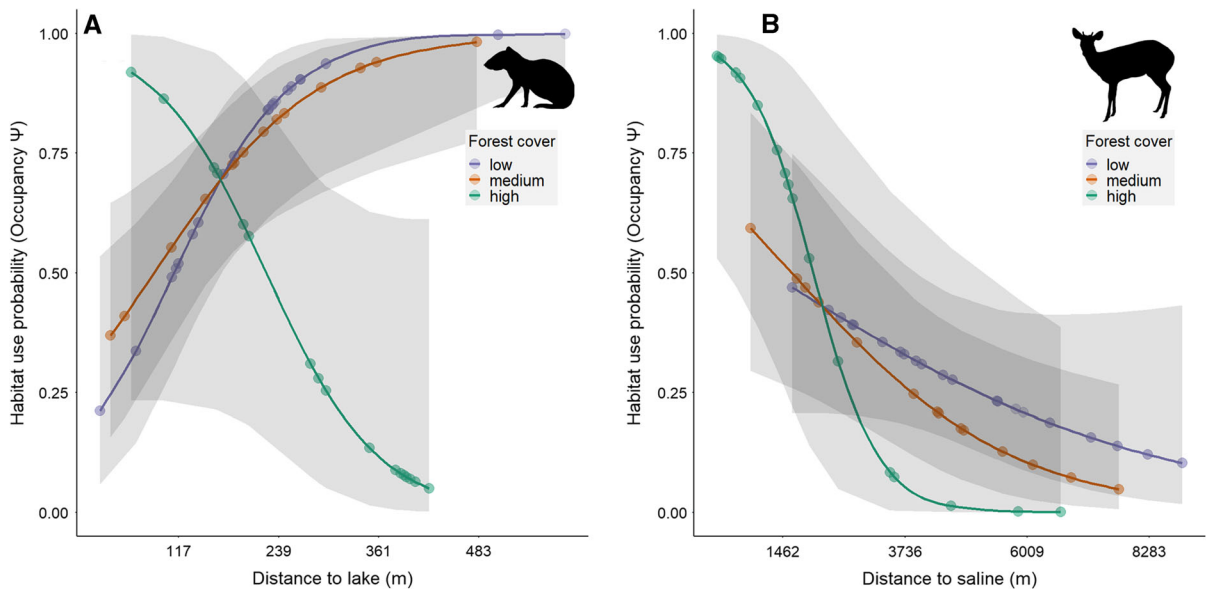 A
Habitat use probability (Occupancy Ψ)
1.00
0.75
0.50
0.25
0.00
Forest cover
low
medium
high
117 239 361 483
Distance to lake (m)
B
Habitat use probability (Occupancy Ψ)
1.00
0.75
0.50
0.25
0.00
Forest cover
low
medium
high
1462 3736 6009 8283
Distance to saline (m)